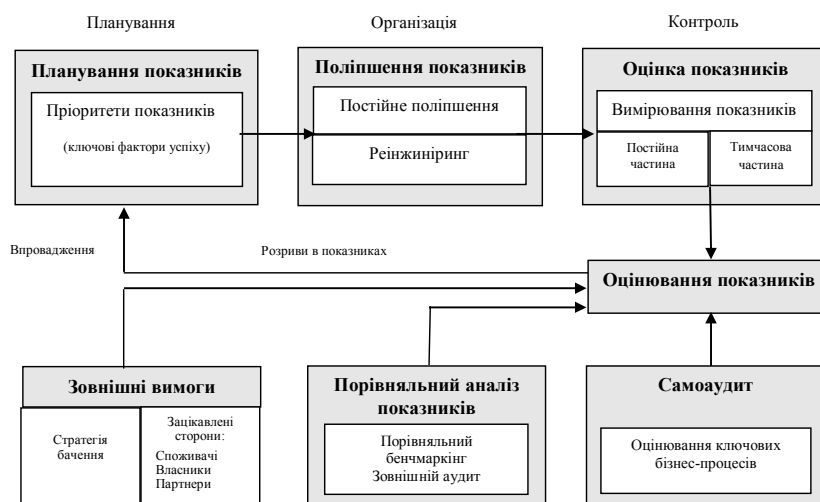 Планування
Організація
Контроль
Планування показників
Пріоритети показників
(ключові фактори успіху)
Поліпшення показників
Постійне поліпшення
Реінжиніринг
Оцінка показників
Вимірювання показників
Постійна
частина
Тимчасова
частина
Впровадження
Розриви в показниках
Оцінювання показників
Зовнішні вимоги
Стратегія
бачення
Зацікавлені
сторони:
Споживачі
Власники
Партнери
Порівняльний аналіз
показників
Порівняльний
бенчмаркінг
Зовнішній аудит
Самоаудит
Оцінювання ключових
бізнес-процесів